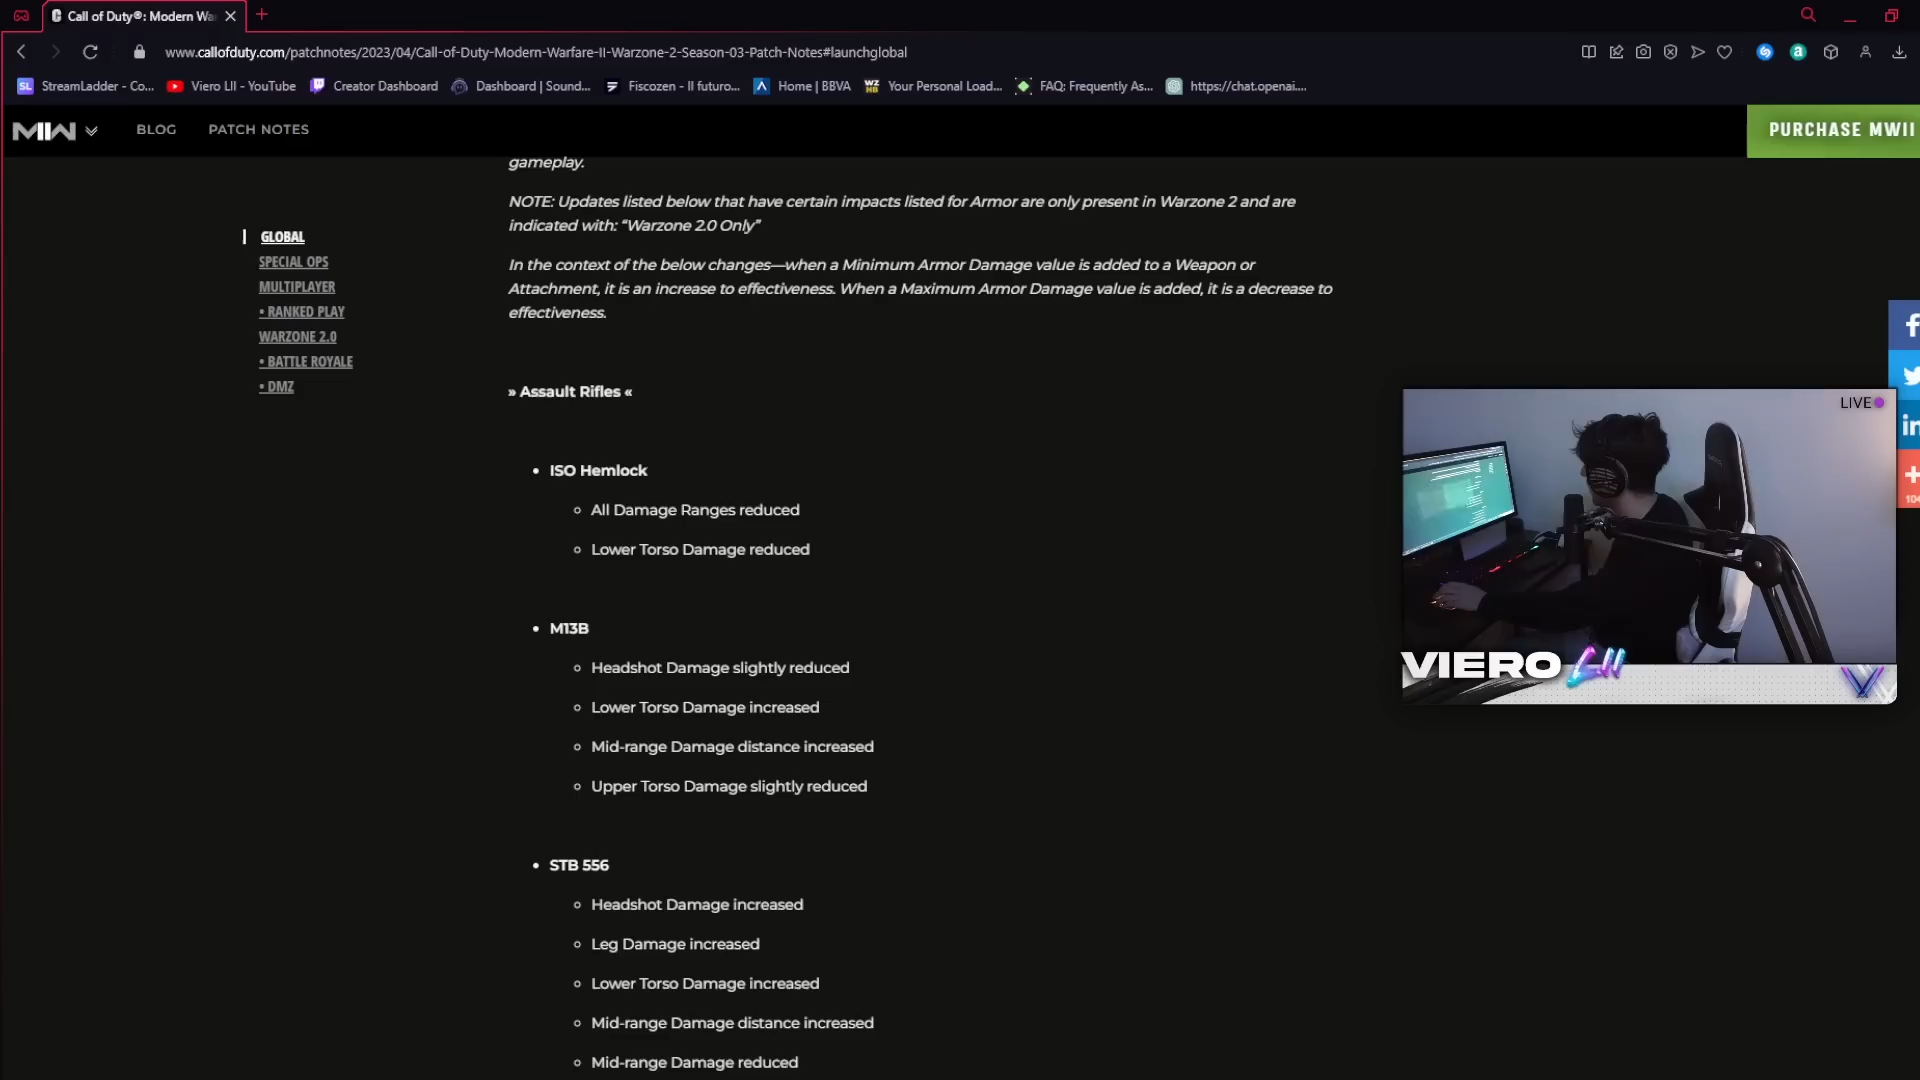 Call of Duty®: Modern Wa
www.callofduty.com/patchnotes/2023/04/Call-of-Duty-Modern-Warfare-II-Warzone-2-Season-03-Patch-Notes#launchglobal
SL StreamLadder - Co... Viero LII - YouTube Creator Dashboard Dashboard | Sound... Fiscozen - Il futuro... Home | BBVA WZ HB Your Personal Load... FAQ: Frequently As... https://chat.openai....
MW BLOG PATCH NOTES PURCHASE MWII
gameplay.
NOTE: Updates listed below that have certain impacts listed for Armor are only present in Warzone 2 and are
indicated with: “Warzone 2.0 Only”
In the context of the below changes—when a Minimum Armor Damage value is added to a Weapon or
Attachment, it is an increase to effectiveness. When a Maximum Armor Damage value is added, it is a decrease to
effectiveness.
GLOBAL
SPECIAL OPS
MULTIPLAYER
• RANKED PLAY
WARZONE 2.0
• BATTLE ROYALE
• DMZ
» Assault Rifles «
• ISO Hemlock
All Damage Ranges reduced
Lower Torso Damage reduced
• M13B
Headshot Damage slightly reduced
Lower Torso Damage increased
Mid-range Damage distance increased
Upper Torso Damage slightly reduced
• STB 556
Headshot Damage increased
Leg Damage increased
Lower Torso Damage increased
Mid-range Damage distance increased
Mid-range Damage reduced
LIVE
VIERO LII
in
104